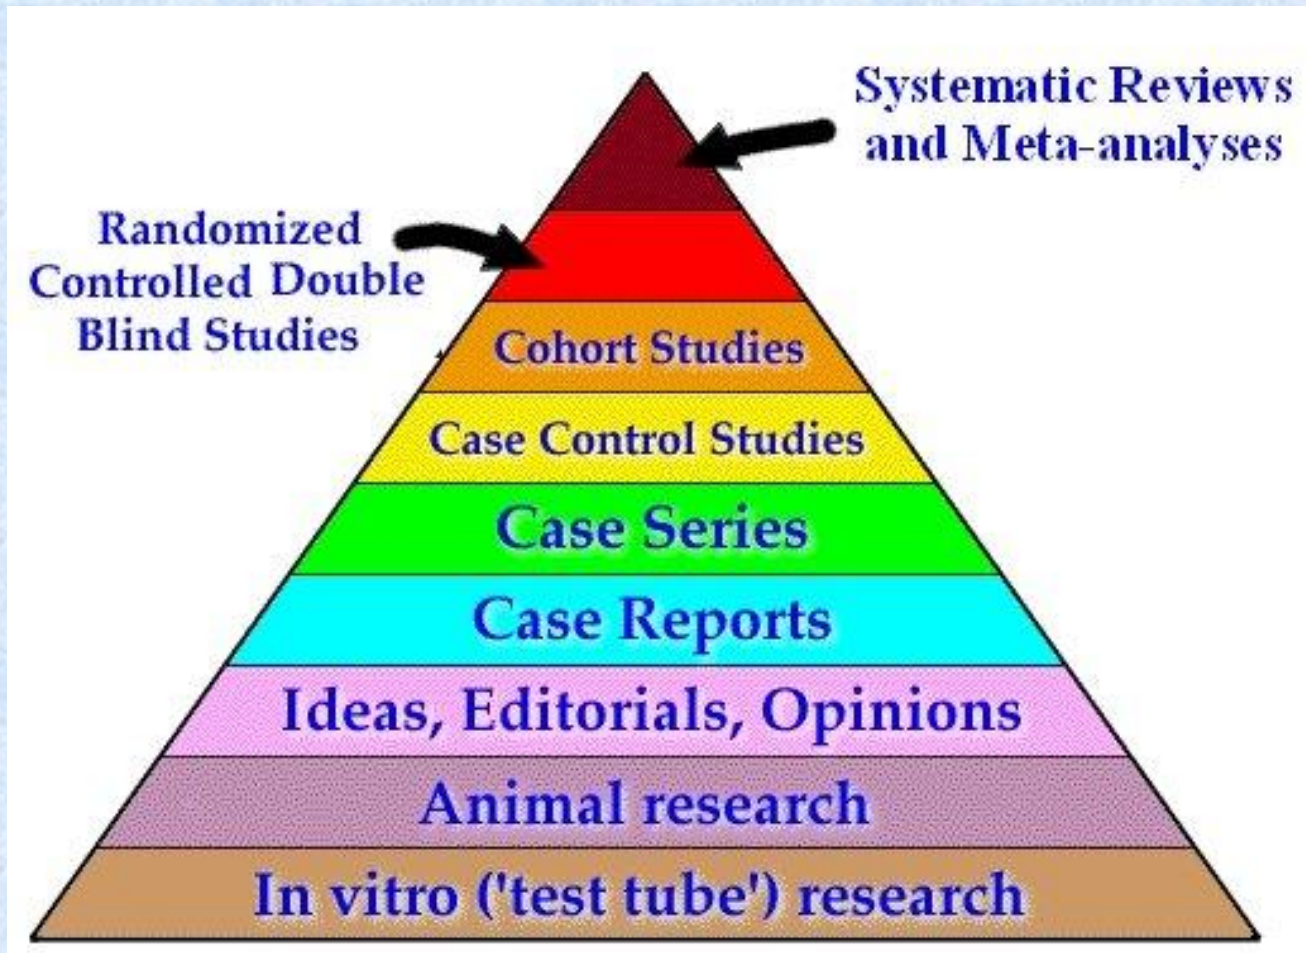 Systematic Reviews
and Meta-analyses
Randomized
Controlled Double
Blind Studies
Cohort Studies
Case Control Studies
Case Series
Case Reports
Ideas, Editorials, Opinions
Animal research
In vitro ('test tube') research